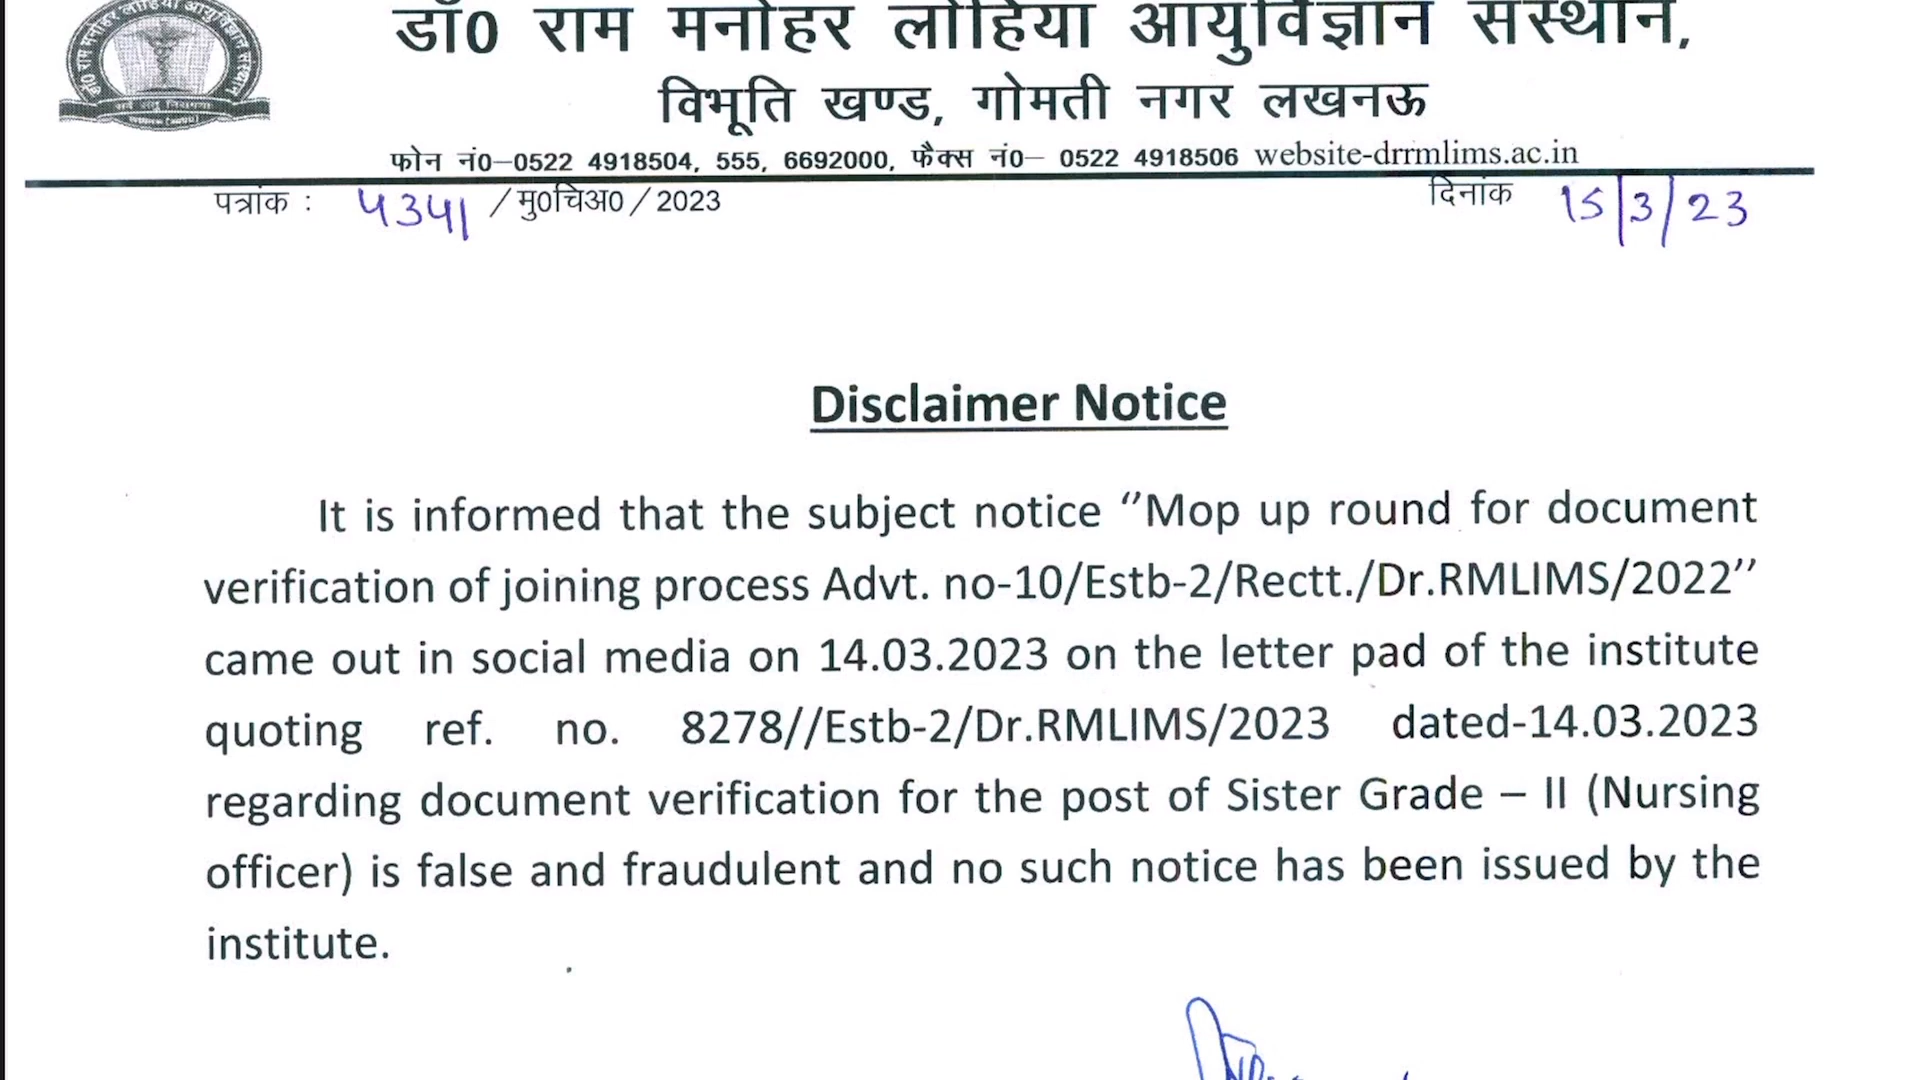 डॉ0 राम मनोहर लोहिया आयुर्विज्ञान संस्थान,
विभूति खण्ड, गोमती नगर लखनऊ
फोन नं0–0522 4918504, 555, 6692000, फैक्स नं0– 0522 4918506 website-drrmlims.ac.in
पत्रांक : 4341 /मु0चिअ0/2023 दिनांक 15/3/23
Disclaimer Notice
It is informed that the subject notice ‘’Mop up round for document
verification of joining process Advt. no-10/Estb-2/Rectt./Dr.RMLIMS/2022’’
came out in social media on 14.03.2023 on the letter pad of the institute
quoting ref. no. 8278//Estb-2/Dr.RMLIMS/2023 dated-14.03.2023
regarding document verification for the post of Sister Grade – II (Nursing
officer) is false and fraudulent and no such notice has been issued by the
institute.